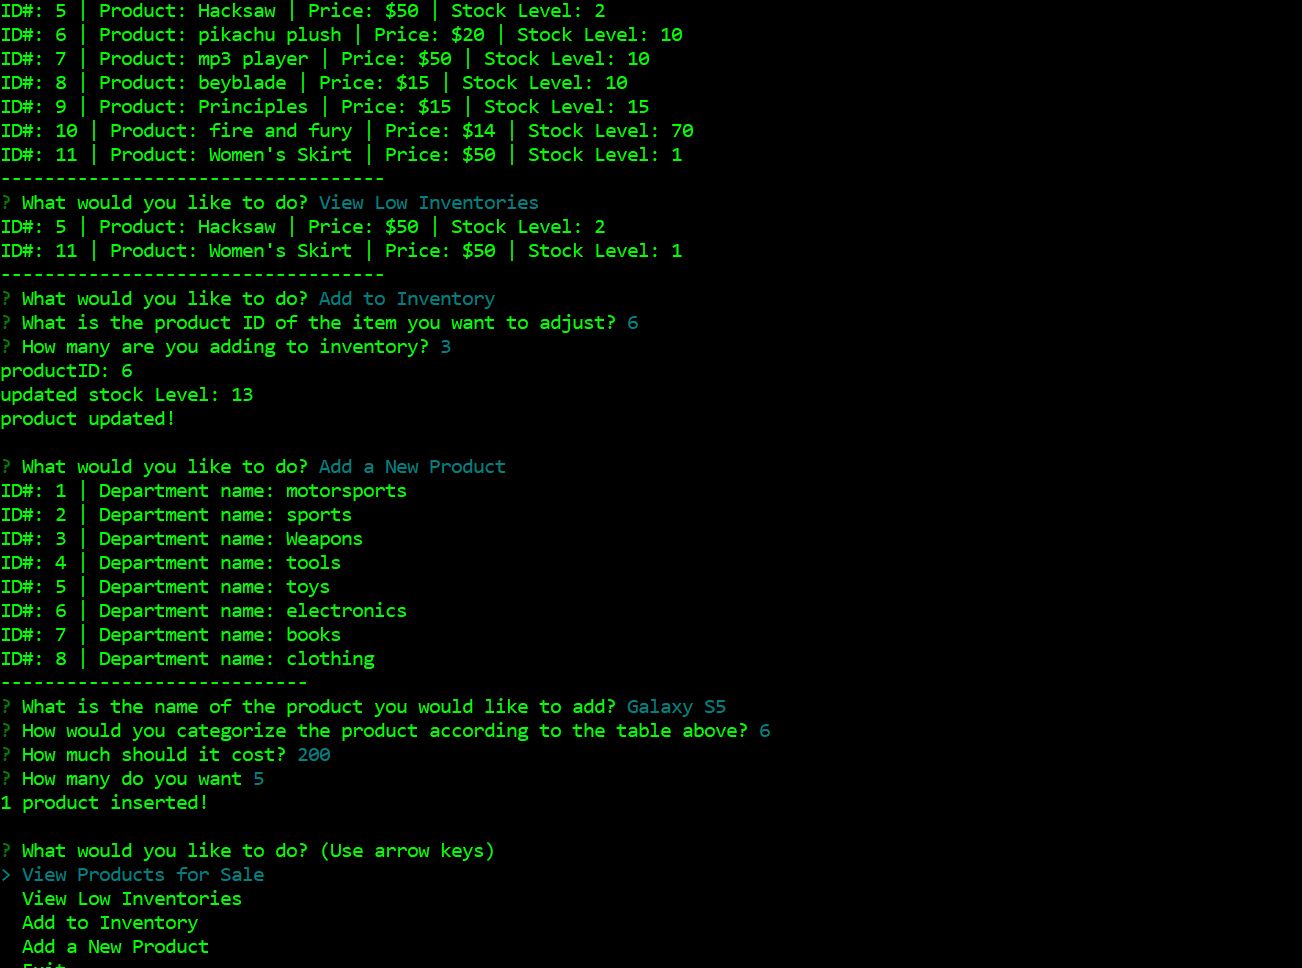 ID#: 5 | Product: Hacksaw | Price: $50 | Stock Level: 2
ID#: 6 | Product: pikachu plush | Price: $20 | Stock Level: 10
ID#: 7 | Product: mp3 player | Price: $50 | Stock Level: 10
ID#: 8 | Product: beyblade | Price: $15 | Stock Level: 10
ID#: 9 | Product: Principles | Price: $15 | Stock Level: 15
ID#: 10 | Product: fire and fury | Price: $14 | Stock Level: 70
ID#: 11 | Product: Women's Skirt | Price: $50 | Stock Level: 1
-----------------------------------
? What would you like to do? View Low Inventories
ID#: 5 | Product: Hacksaw | Price: $50 | Stock Level: 2
ID#: 11 | Product: Women's Skirt | Price: $50 | Stock Level: 1
-----------------------------------
? What would you like to do? Add to Inventory
? What is the product ID of the item you want to adjust? 6
? How many are you adding to inventory? 3
productID: 6
updated stock Level: 13
product updated!
? What would you like to do? Add a New Product
ID#: 1 | Department name: motorsports
ID#: 2 | Department name: sports
ID#: 3 | Department name: Weapons
ID#: 4 | Department name: tools
ID#: 5 | Department name: toys
ID#: 6 | Department name: electronics
ID#: 7 | Department name: books
ID#: 8 | Department name: clothing
----------------------------
? What is the name of the product you would like to add? Galaxy S5
? How would you categorize the product according to the table above? 6
? How much should it cost? 200
? How many do you want 5
1 product inserted!
? What would you like to do? (Use arrow keys)
> View Products for Sale
View Low Inventories
Add to Inventory
Add a New Product
Exit